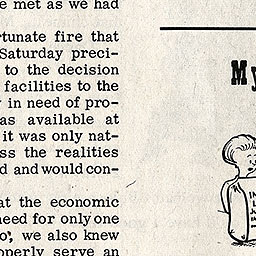 e met as we had
rtunate fire that
Saturday preci-
to the decision
facilities to the
in need of pro-
as available at
it was only nat-
ss the realities
d and would con-
at the economic
need for only one
o", we also knew
operly serve an
My